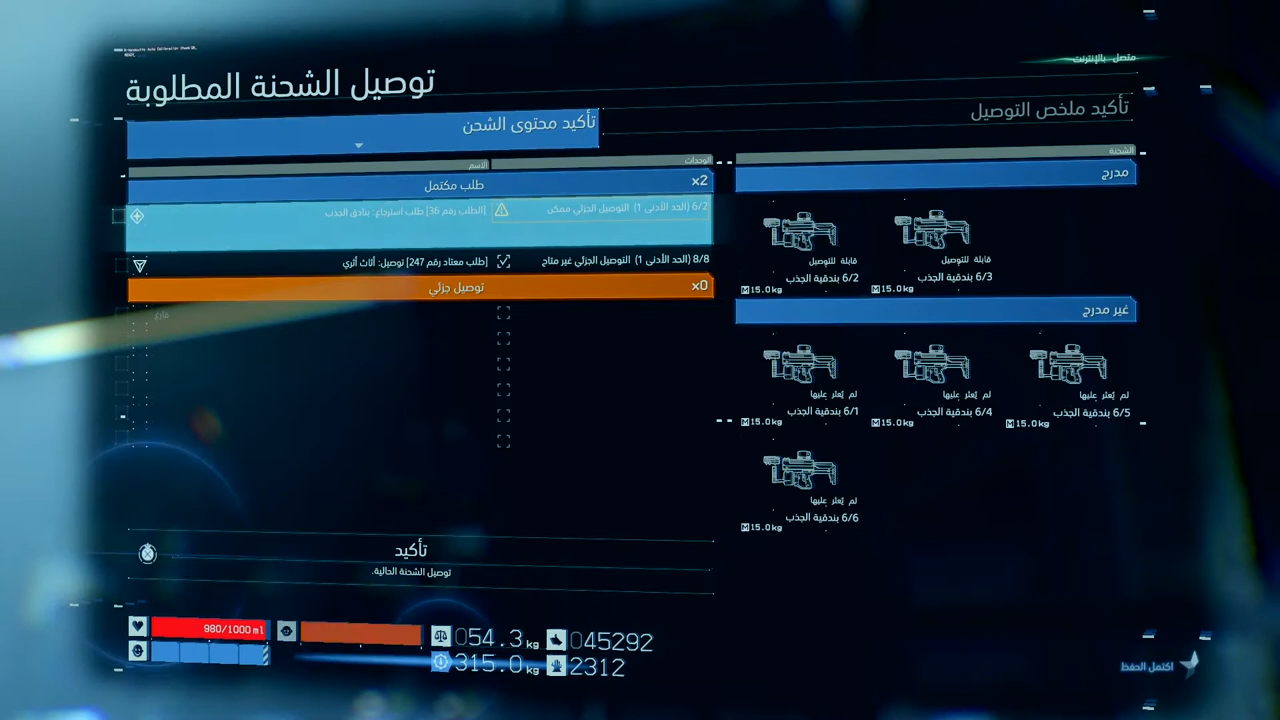 توصيل الشحنة المطلوبة
متصل بالإنترنت
تأكيد محتوى الشحن
تأكيد ملخص التوصيل
الاسم
الوحدات
الشحنة
طلب مكتمل
x2
مدرج
[الطلب رقم 36] طلب استرجاع: بنادق الجذب
6/2 (الحد الأدنى 1) التوصيل الجزئي ممكن
[طلب معتاد رقم 247] توصيل: أثاث أثري
8/8 (الحد الأدنى 1) التوصيل الجزئي غير متاح
قابلة للتوصيل
6/2 بندقية الجذب
15.0kg
قابلة للتوصيل
6/3 بندقية الجذب
15.0kg
توصيل جزئي
x0
غير مدرج
لم يُعثر عليها
6/1 بندقية الجذب
15.0kg
لم يُعثر عليها
6/4 بندقية الجذب
15.0kg
لم يُعثر عليها
6/5 بندقية الجذب
15.0kg
لم يُعثر عليها
6/6 بندقية الجذب
15.0kg
تأكيد
توصيل الشحنة الحالية.
980/1000 ml
054.3 kg
045292
315.0 kg
2312
اكتمل الحفظ